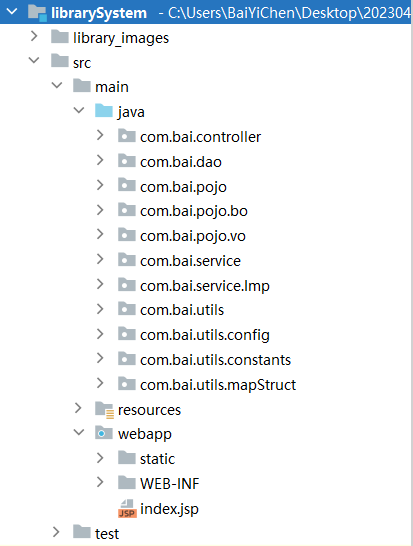 librarySystem - C:\Users\BaiYiChen\Desktop\202304
library_images
src
main
java
com.bai.controller
com.bai.dao
com.bai.pojo
com.bai.pojo.bo
com.bai.pojo.vo
com.bai.service
com.bai.service.lmp
com.bai.utils
com.bai.utils.config
com.bai.utils.constants
com.bai.utils.mapStruct
resources
webapp
static
WEB-INF
JSP index.jsp
test